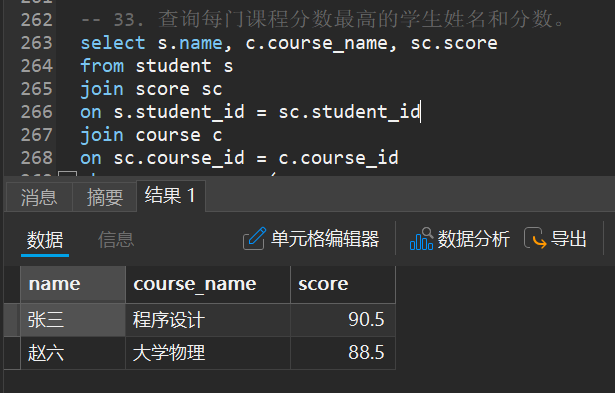 262 -- 33. 查询每门课程分数最高的学生姓名和分数。
263 select s.name, c.course_name, sc.score
264 from student s
265 join score sc
266 on s.student_id = sc.student_id
267 join course c
268 on sc.course_id = c.course_id
消息 摘要 结果 1
数据 信息 单元格编辑器 数据分析 导出
name course_name score
张三 程序设计 90.5
赵六 大学物理 88.5